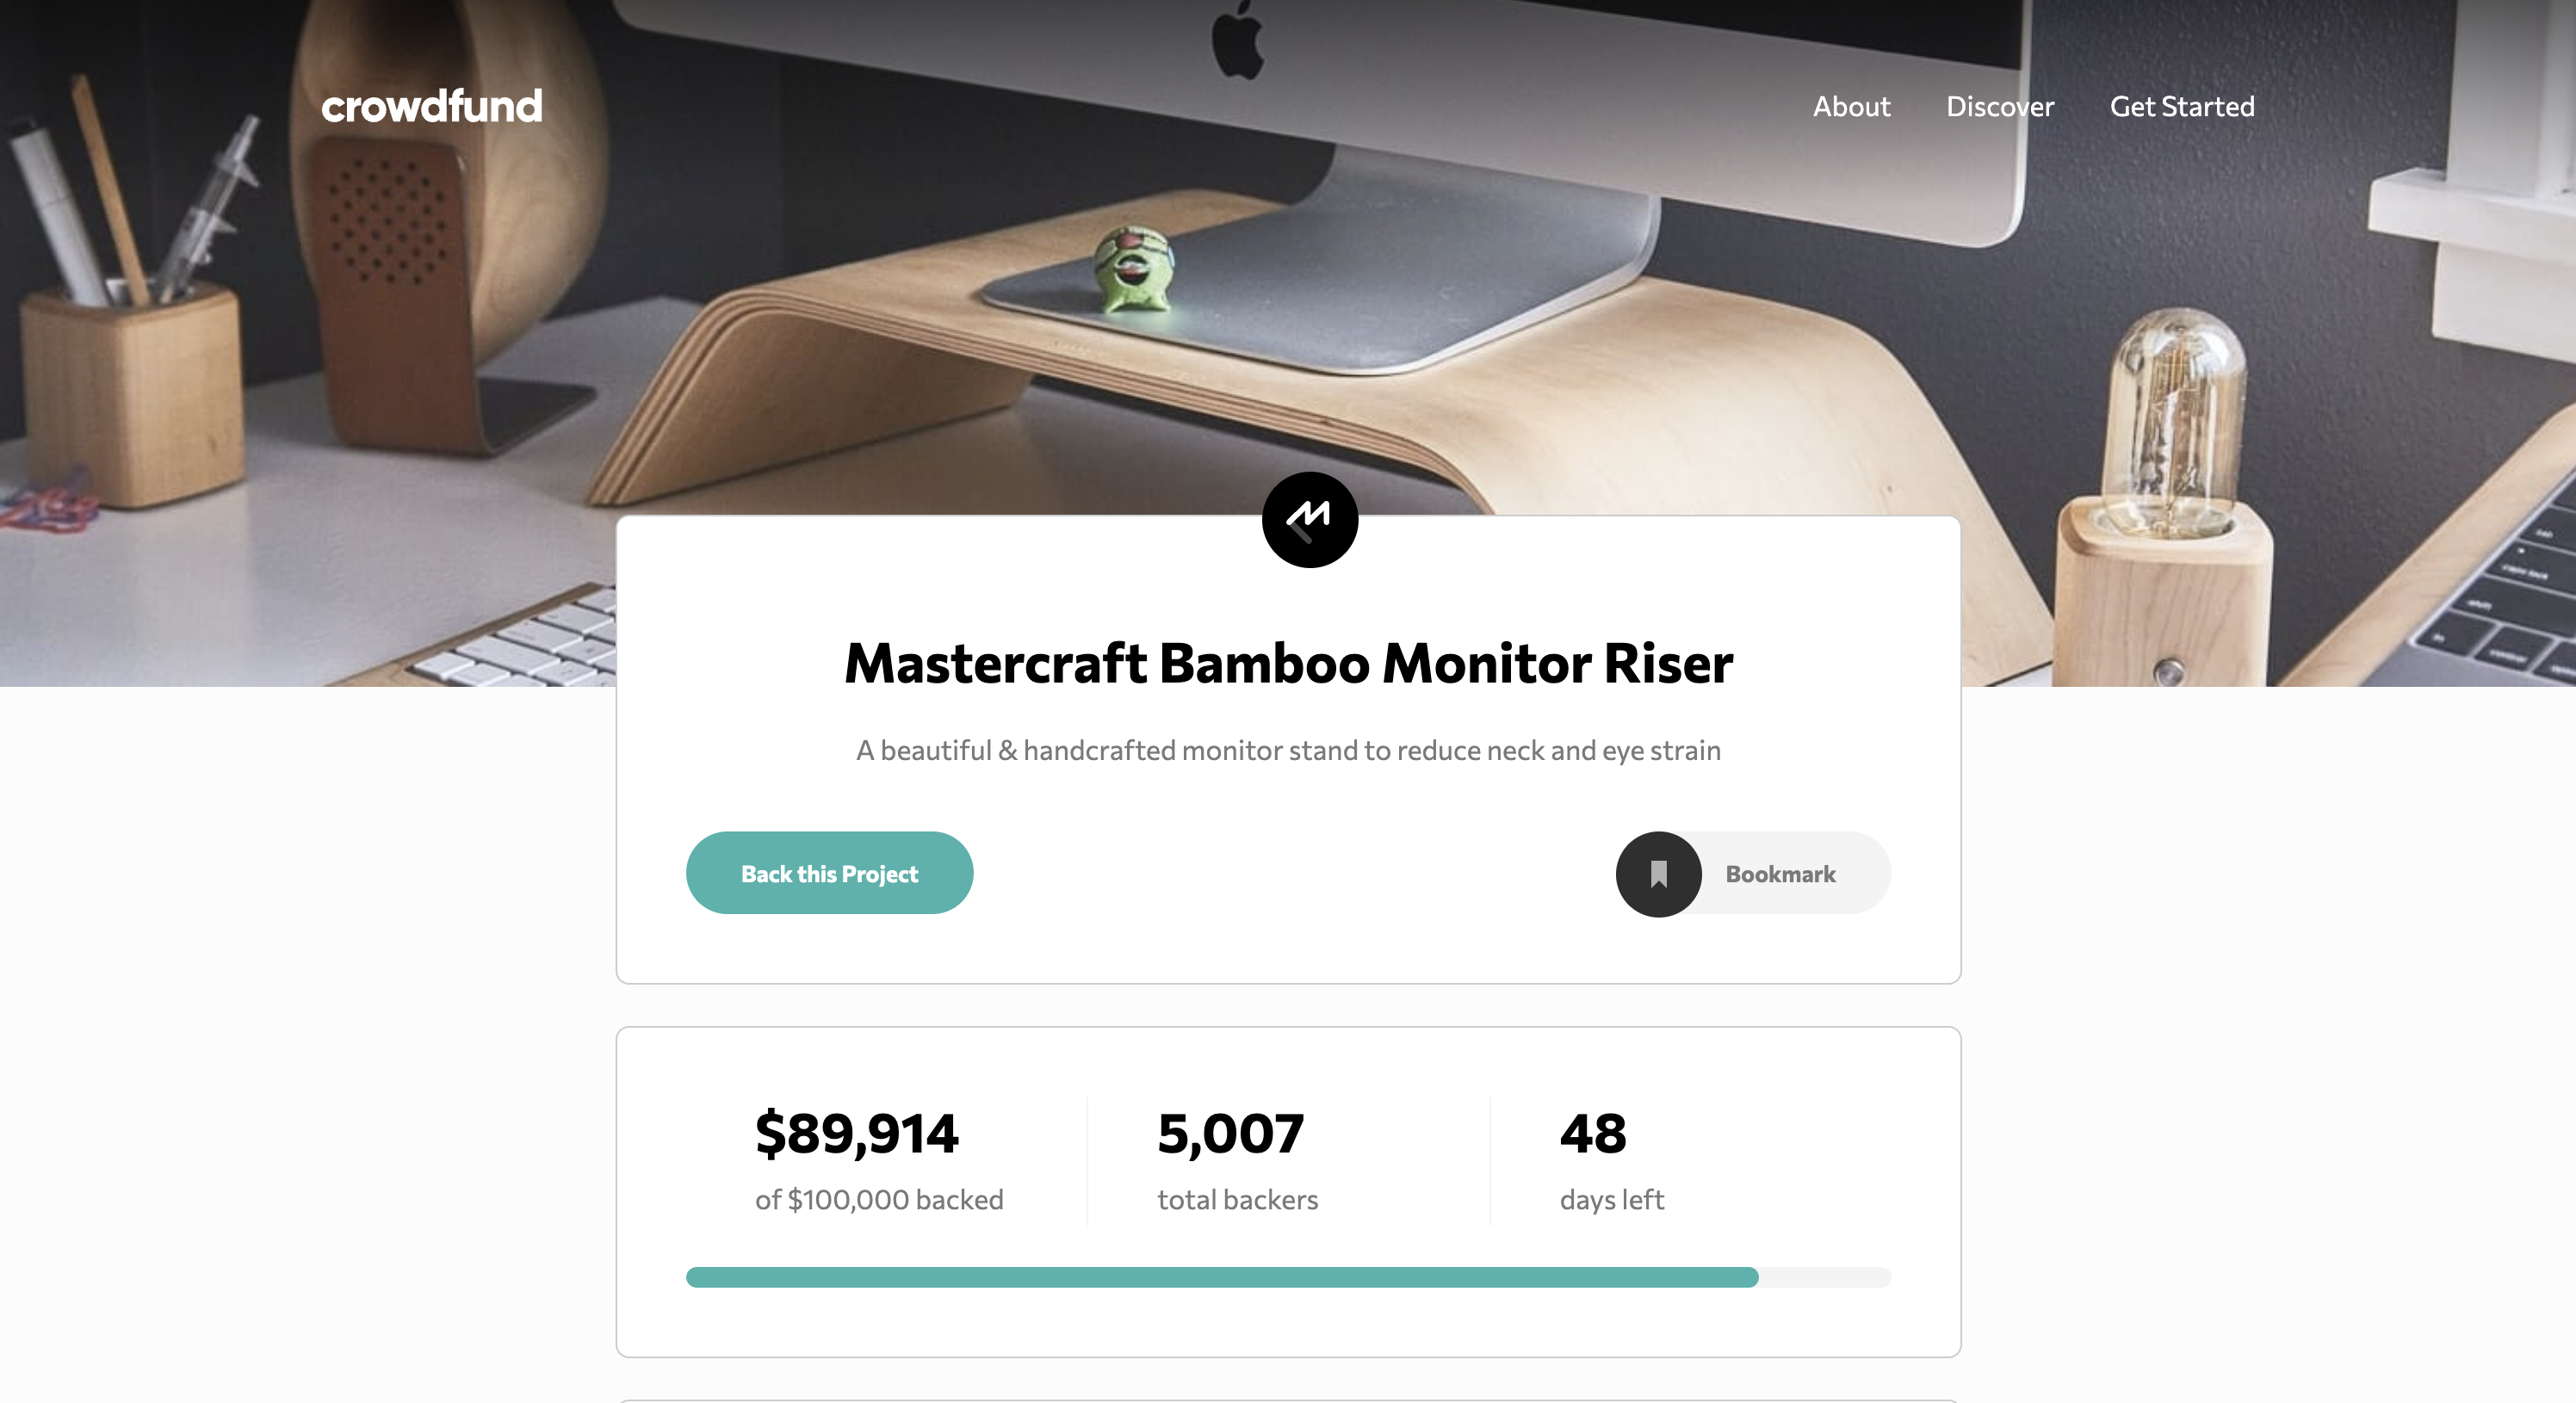 crowdfund
About Discover Get Started
Mastercraft Bamboo Monitor Riser
A beautiful & handcrafted monitor stand to reduce neck and eye strain
Back this Project
Bookmark
$89,914 5,007 48
of $100,000 backed total backers days left